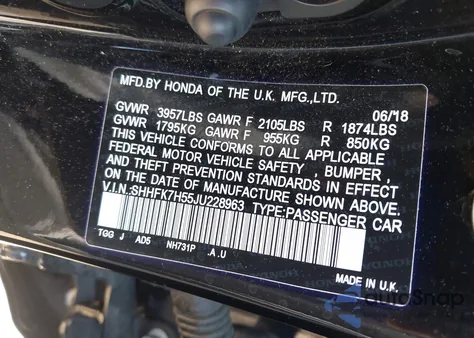 MFD.BY HONDA OF THE U.K. MFG.,LTD.
06/18
GVWR 3957LBS GAWR F 2105LBS R 1874LBS
GVWR 1795KG GAWR F 955KG R 850KG
THIS VEHICLE CONFORMS TO ALL APPLICABLE
FEDERAL MOTOR VEHICLE SAFETY , BUMPER ,
AND THEFT PREVENTION STANDARDS IN EFFECT
ON THE DATE OF MANUFACTURE SHOWN ABOVE.
V.I.N.:SHHFK7H55JU228963 TYPE:PASSENGER CAR
TGG J AD5 NH731P .A.U
MADE IN U.K.
autoSnap